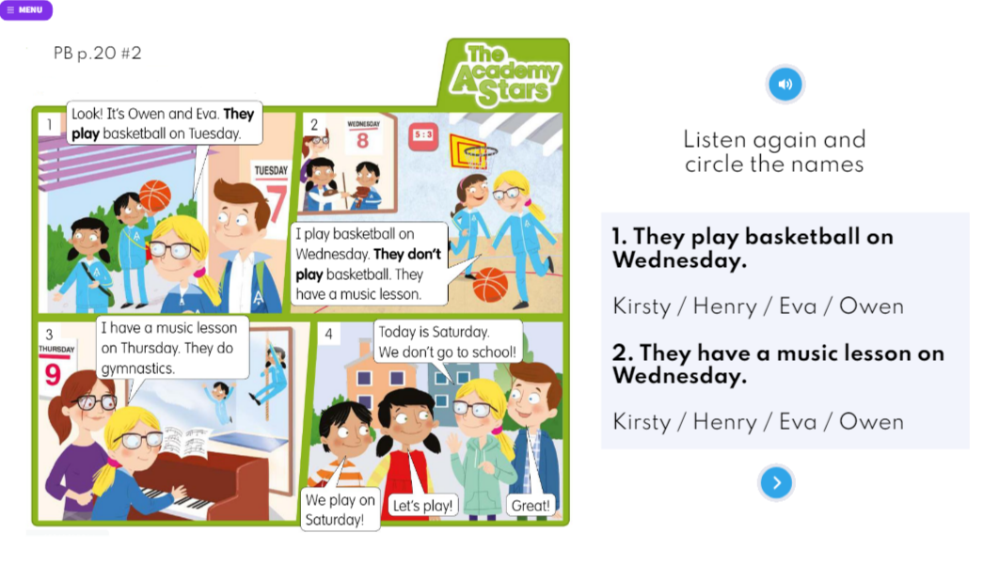 MENU
PB p.20 #2
The
Academy
Stars
1
Look! It's Owen and Eva. They
play basketball on Tuesday.
TUESDAY
7
A
A
2
WEDNESDAY
8
5:3
I play basketball on
Wednesday. They don't
play basketball. They
have a music lesson.
3
THURSDAY
9
I have a music lesson
on Thursday. They do
gymnastics.
4
Today is Saturday.
We don't go to school!
We play on
Saturday!
Let's play!
Great!
Listen again and
circle the names
1. They play basketball on
Wednesday.
Kirsty / Henry / Eva / Owen
2. They have a music lesson on
Wednesday.
Kirsty / Henry / Eva / Owen